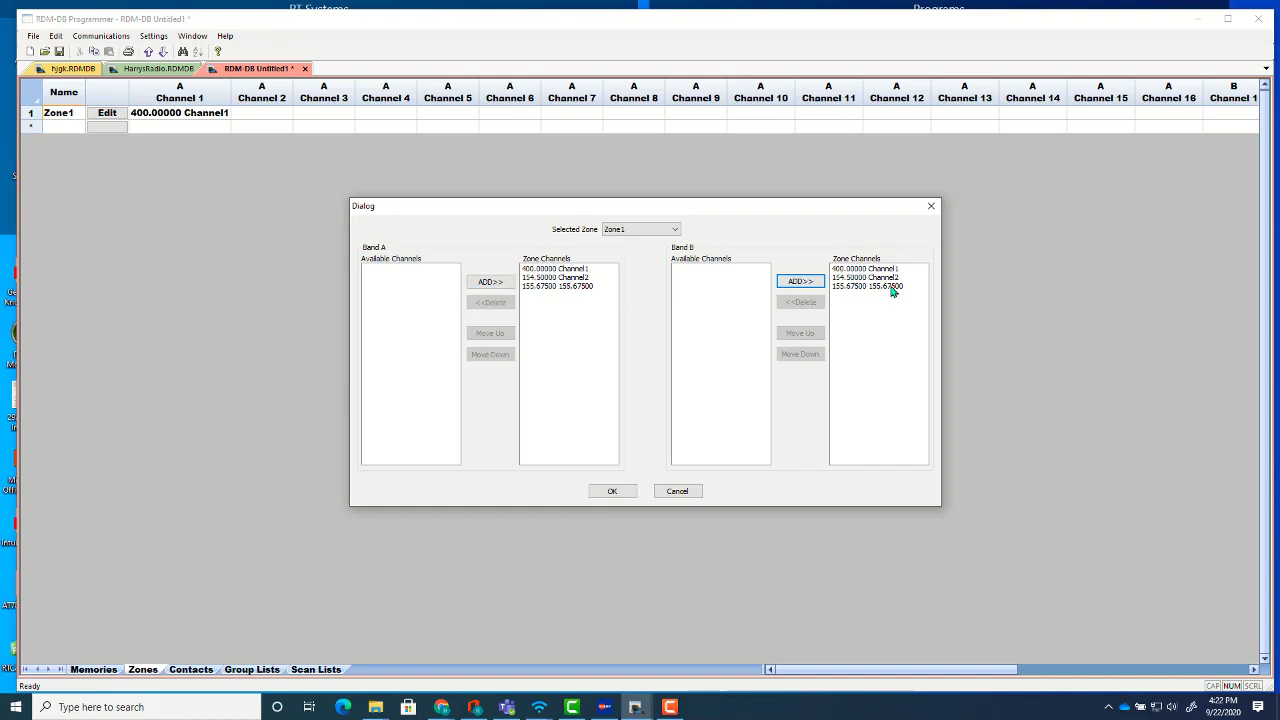 RT Systems
Programs
RDM-DB Programmer - RDM-DB Untitled1 *
File Edit Communications Settings Window Help
hjgk.RDMDB HarrysRadio.RDMDB RDM-DB Untitled1 *
Name A Channel 1 A Channel 2 A Channel 3 A Channel 4 A Channel 5 A Channel 6 A Channel 7 A Channel 8 A Channel 9 A Channel 10 A Channel 11 A Channel 12 A Channel 13 A Channel 14 A Channel 15 A Channel 16 B Channel 1
1 Zone1 Edit 400.00000 Channel1
*
Dialog
Selected Zone Zone1
Band A
Available Channels
Zone Channels
400.00000 Channel1
154.50000 Channel2
155.67500 155.67500
ADD>>
<<Delete
Move Up
Move Down
Band B
Available Channels
Zone Channels
400.00000 Channel1
154.50000 Channel2
155.67500 155.67500
ADD>>
<<Delete
Move Up
Move Down
OK Cancel
Memories Zones Contacts Group Lists Scan Lists
Ready
CAP NUM SCRL
Type here to search
4:22 PM
9/22/2020